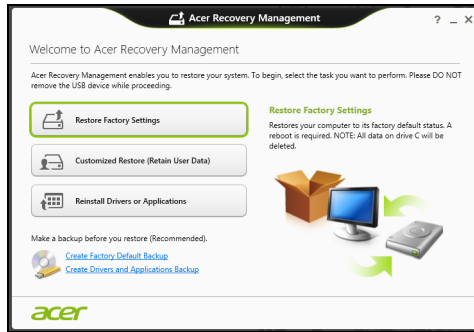 Acer Recovery Management
? _ X
Welcome to Acer Recovery Management
Acer Recovery Management enables you to restore your system. To begin, select the task you want to perform. Please DO NOT
remove the USB device while proceeding.
Restore Factory Settings
Customized Restore (Retain User Data)
Reinstall Drivers or Applications
Restore Factory Settings
Restores your computer to its factory default status. A
reboot is required. NOTE: All data on drive C will be
deleted.
Make a backup before you restore (Recommended).
Create Factory Default Backup
Create Drivers and Applications Backup
acer